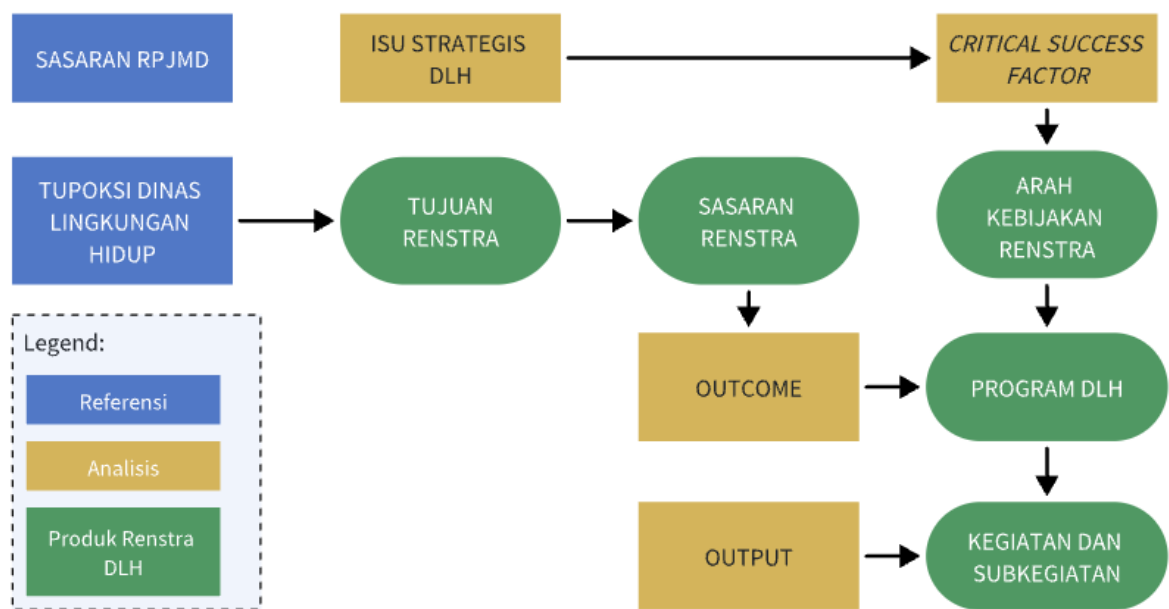 SASARAN RPJMD
ISU STRATEGIS
DLH
CRITICAL SUCCESS
FACTOR
TUPOKSI DINAS
LINGKUNGAN
HIDUP
TUJUAN
RENSTRA
SASARAN
RENSTRA
ARAH
KEBIJAKAN
RENSTRA
Legend:
Referensi
Analisis
Produk Renstra
DLH
OUTCOME
PROGRAM DLH
OUTPUT
KEGIATAN DAN
SUBKEGIATAN